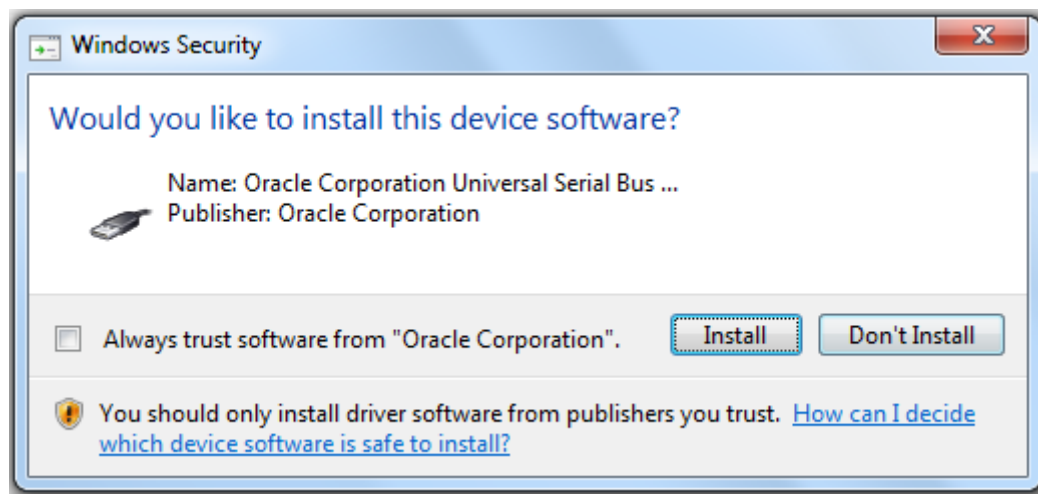 Windows Security
Would you like to install this device software?
Name: Oracle Corporation Universal Serial Bus ...
Publisher: Oracle Corporation
Always trust software from "Oracle Corporation".
Install
Don't Install
You should only install driver software from publishers you trust. How can I decide
which device software is safe to install?